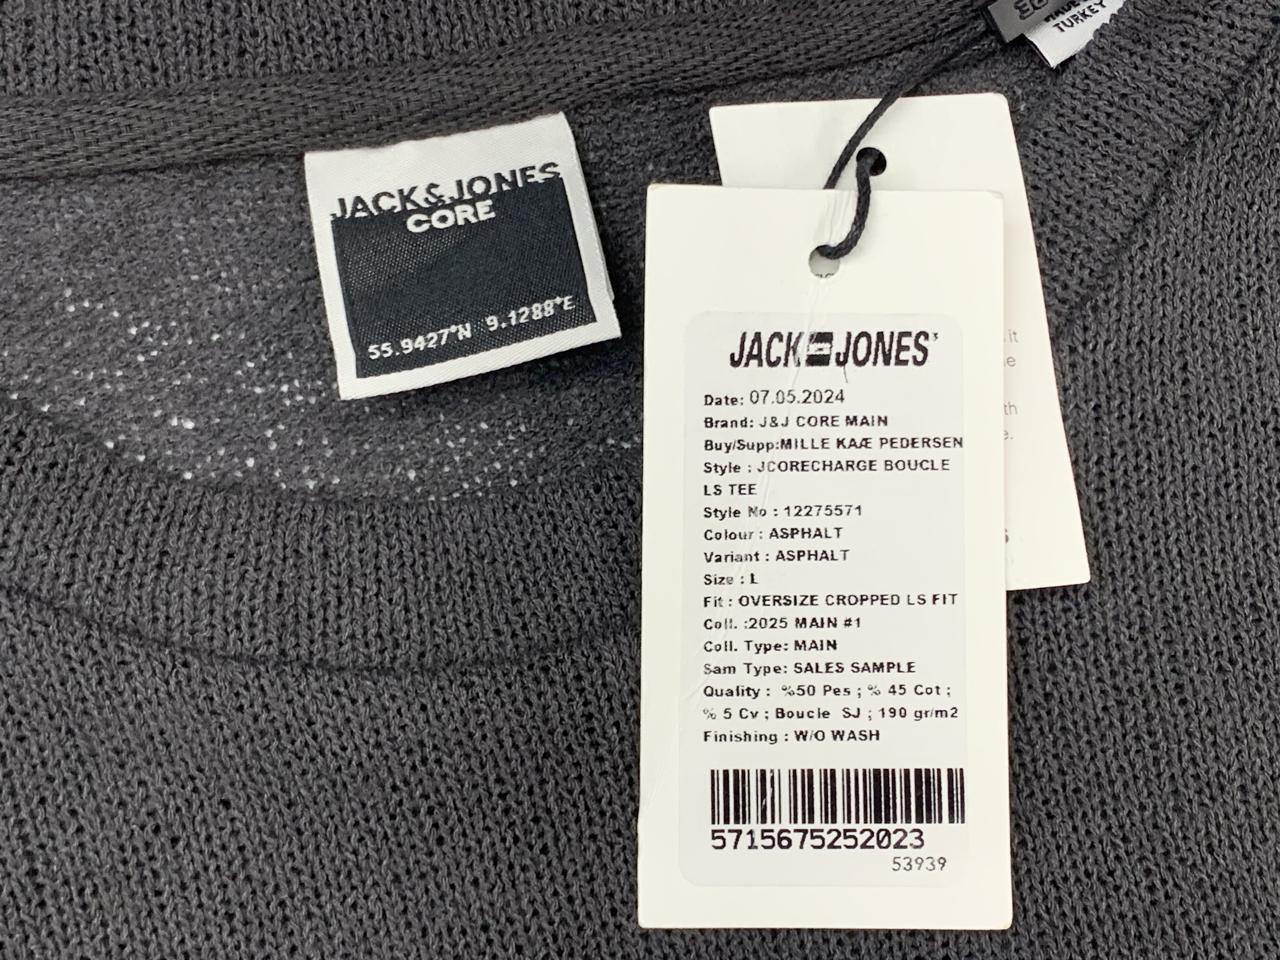 TURKEY
JACK&JONES
CORE
55.9427°N 9.1288°E
it
th
JACK JONES
Date: 07.05.2024
Brand: J&J CORE MAIN
Buy/Supp:MILLE KAÆ PEDERSEN
Style : JCORECHARGE BOUCLE
LS TEE
Style No : 12275571
Colour : ASPHALT
Variant : ASPHALT
Size : L
Fit : OVERSIZE CROPPED LS FIT
Coll. :2025 MAIN #1
Coll. Type: MAIN
Sam Type: SALES SAMPLE
Quality : %50 Pes ; % 45 Cot ;
% 5 Cv ; Boucle SJ ; 190 gr/m2
Finishing : W/O WASH
5715675252023
53939